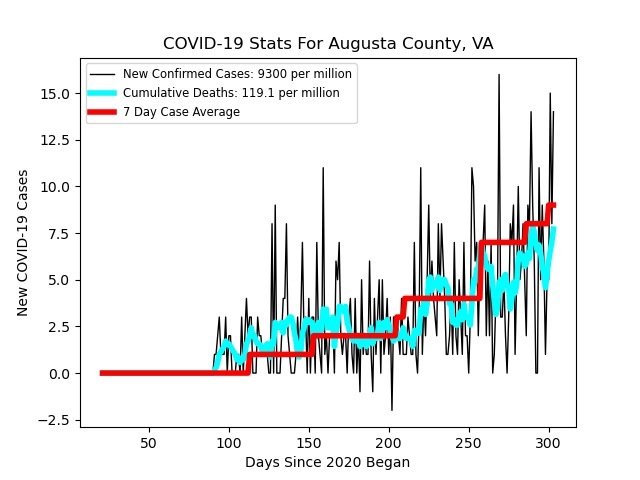 COVID-19 Stats For Augusta County, VA
New Confirmed Cases: 9300 per million
Cumulative Deaths: 119.1 per million
7 Day Case Average
15.0
12.5
10.0
7.5
5.0
2.5
0.0
−2.5
New COVID-19 Cases
50 100 150 200 250 300
Days Since 2020 Began